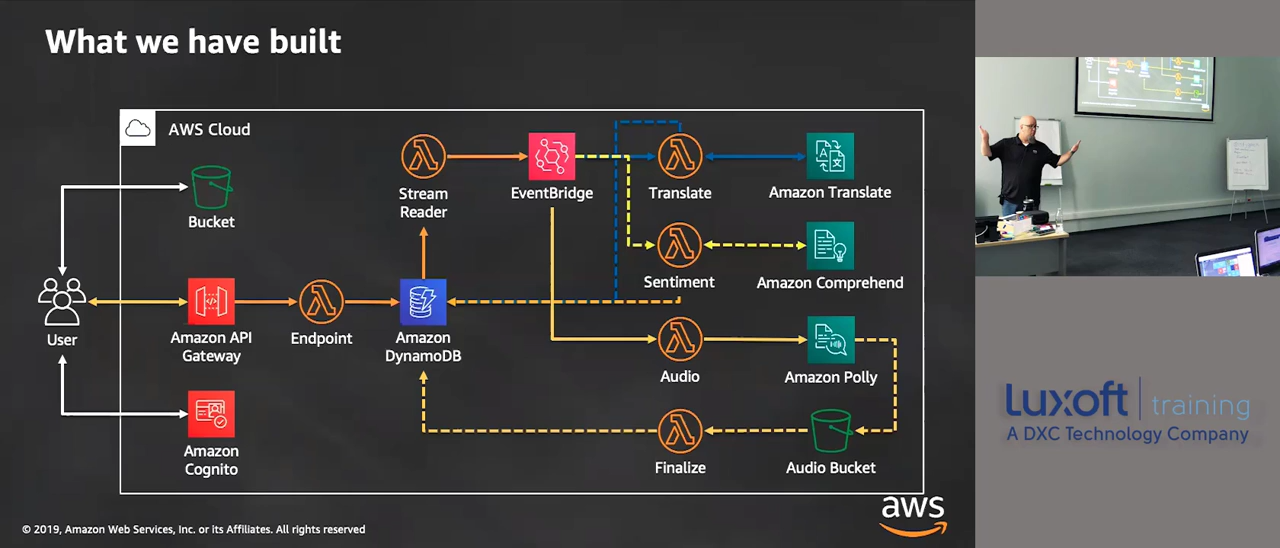 What we have built
AWS Cloud
Bucket
Stream
Reader
EventBridge
Translate
Amazon Translate
Sentiment
Amazon Comprehend
User
Amazon API
Gateway
Endpoint
Amazon
DynamoDB
Audio
Amazon Polly
Amazon
Cognito
Finalize
Audio Bucket
aws
© 2019, Amazon Web Services, Inc. or its Affiliates. All rights reserved
luxoft training
A DXC Technology Company